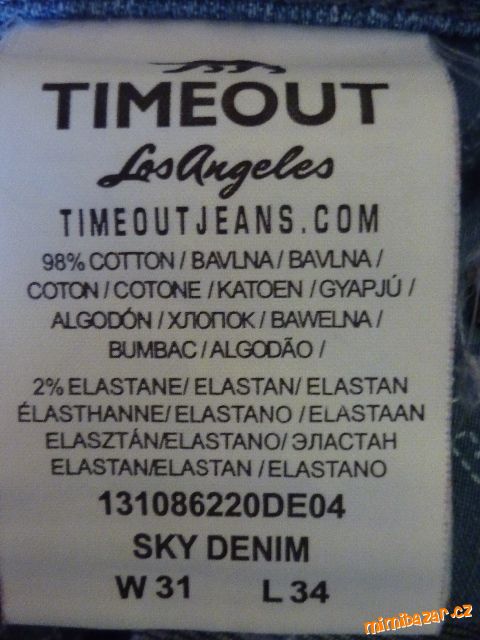 TIMEOUT
Los Angeles
TIMEOUTJEANS.COM
98% COTTON / BAVLNA / BAVLNA /
COTON / COTONE / KATOEN / GYAPJÚ /
ALGODÓN / ХЛОПОК / BAWELNA /
BUMBAC / ALGODÃO /
2% ELASTANE/ ELASTAN/ ELASTAN
ÉLASTHANNE/ ELASTANO / ELASTAAN
ELASZTÁN/ELASTANO/ ЭЛАСТАН
ELASTAN/ELASTAN / ELASTANO
131086220DE04
SKY DENIM
W 31 L 34
mimibazar.cz